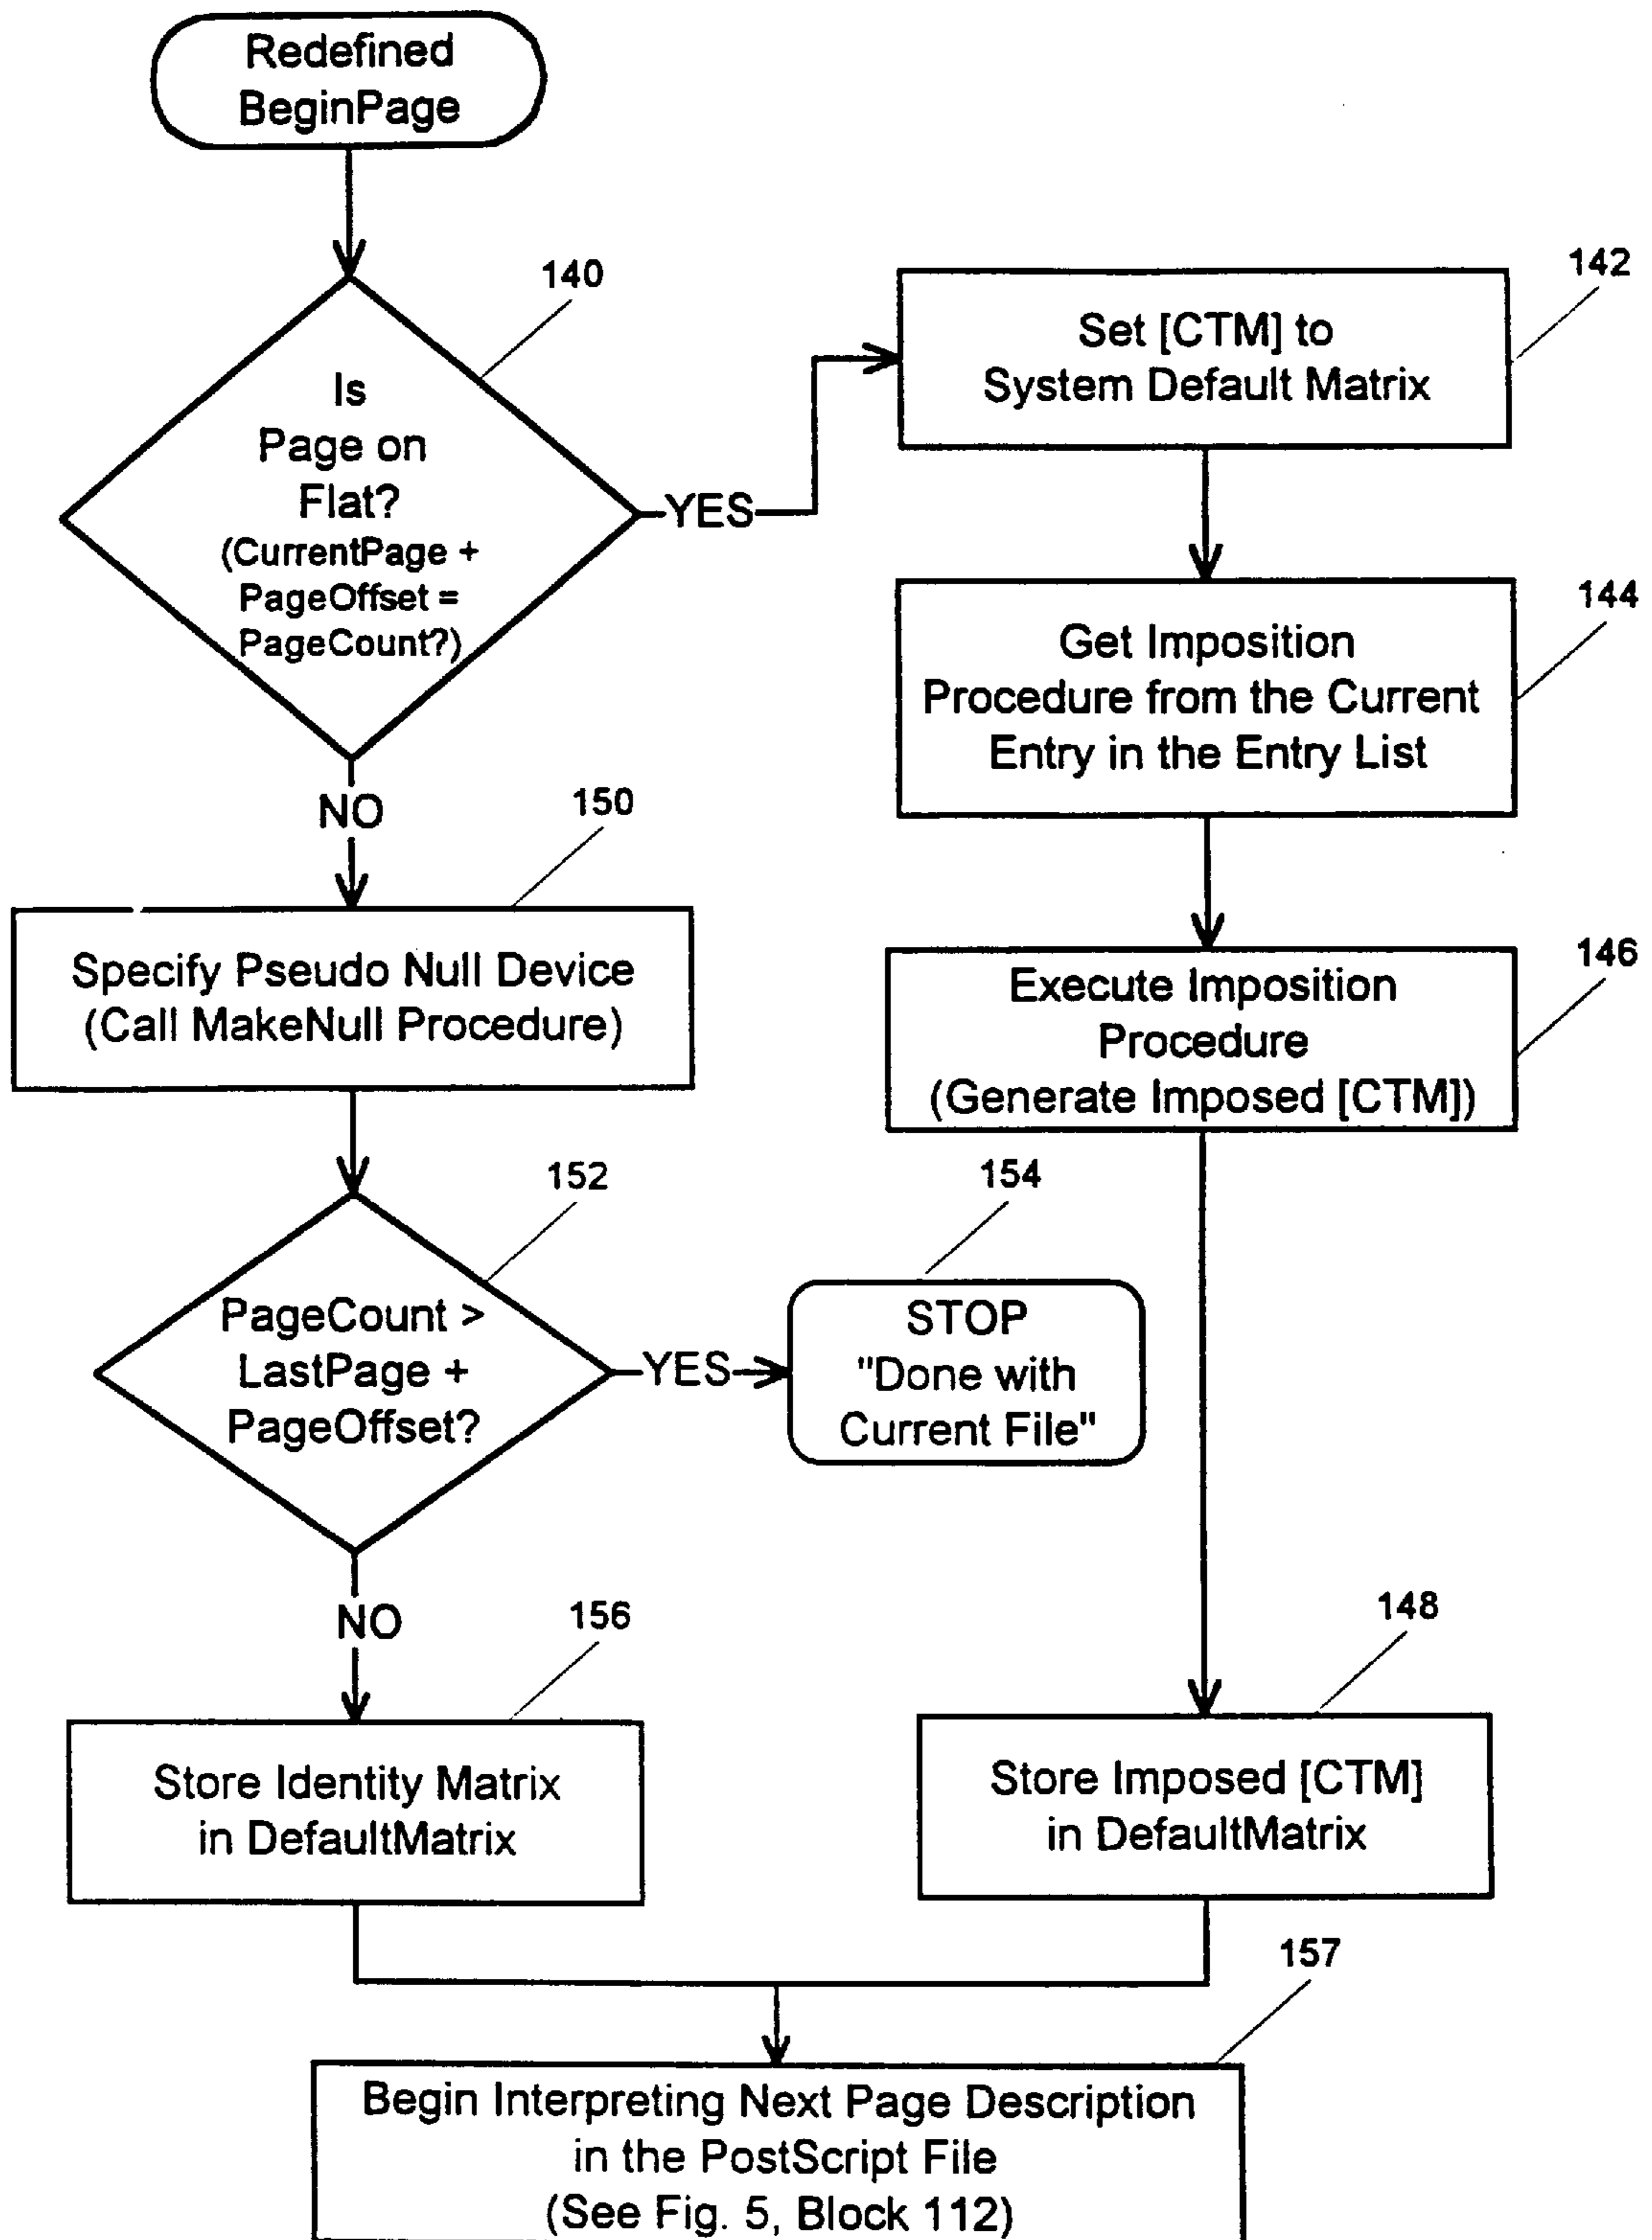 Redefined
BeginPage
140
Is
Page on
Flat?
(CurrentPage +
PageOffset =
PageCount?)
YES
142
Set [CTM] to
System Default Matrix
144
Get Imposition
Procedure from the Current
Entry in the Entry List
146
Execute Imposition
Procedure
(Generate Imposed [CTM])
NO
150
Specify Pseudo Null Device
(Call MakeNull Procedure)
152
PageCount >
LastPage +
PageOffset?
YES
154
STOP
"Done with
Current File"
NO
156
Store Identity Matrix
in DefaultMatrix
148
Store Imposed [CTM]
in DefaultMatrix
157
Begin Interpreting Next Page Description
in the PostScript File
(See Fig. 5, Block 112)